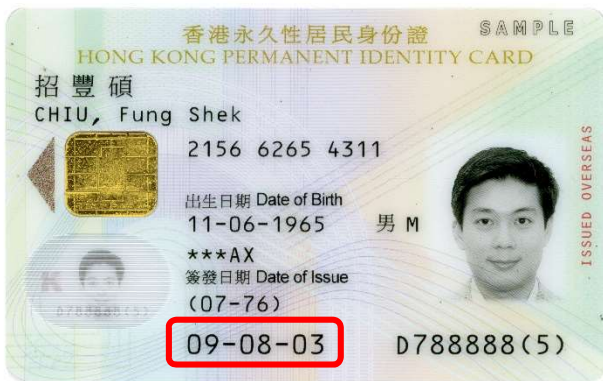 SAMPLE
香港永久性居民身份證
HONG KONG PERMANENT IDENTITY CARD
招豐碩
CHIU, Fung Shek
2156 6265 4311
出生日期 Date of Birth
11-06-1965 男 M
***AX
簽發日期 Date of Issue
(07-76)
09-08-03 D788888(5)
ISSUED OVERSEAS
K
D788888(5)